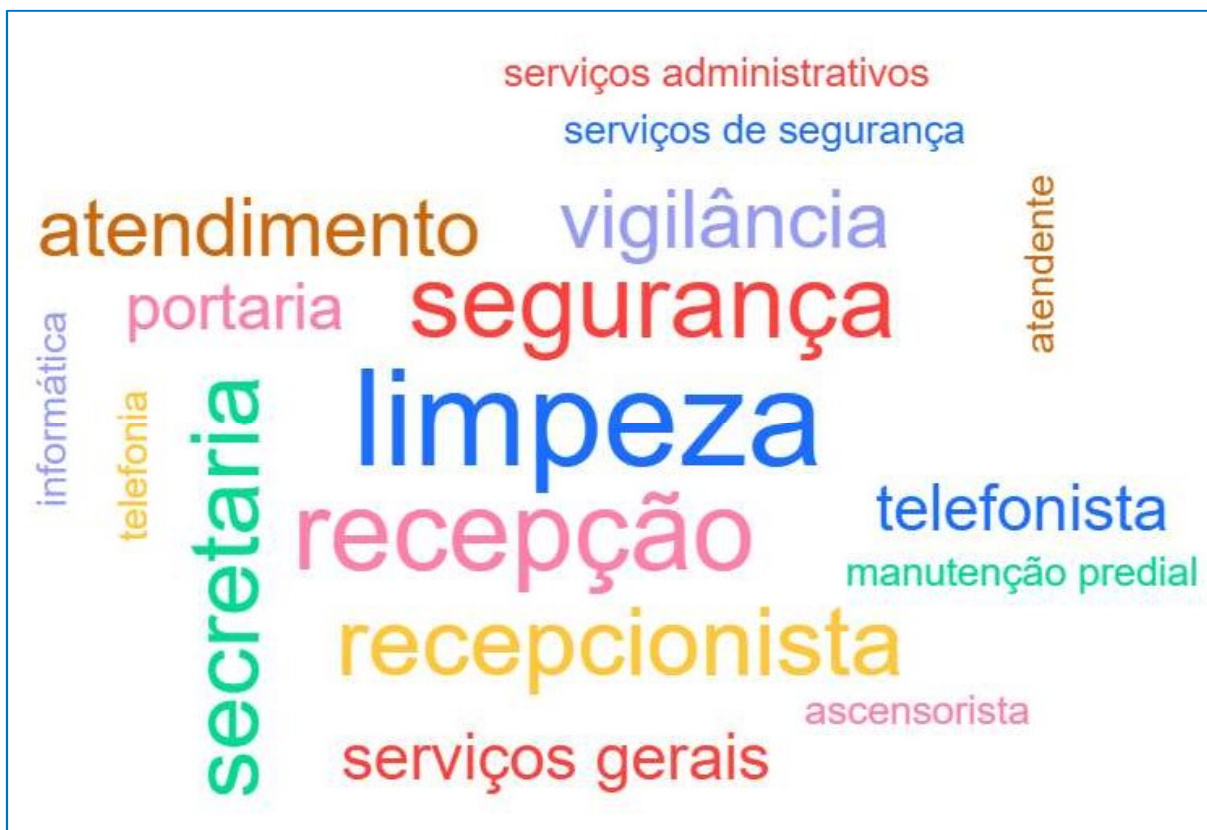 serviços administrativos
serviços de segurança
atendimento
vigilância
atendente
portaria
segurança
informática
telefonia
secretaria
limpeza
recepção
telefonista
manutenção predial
recepcionista
ascensorista
serviços gerais